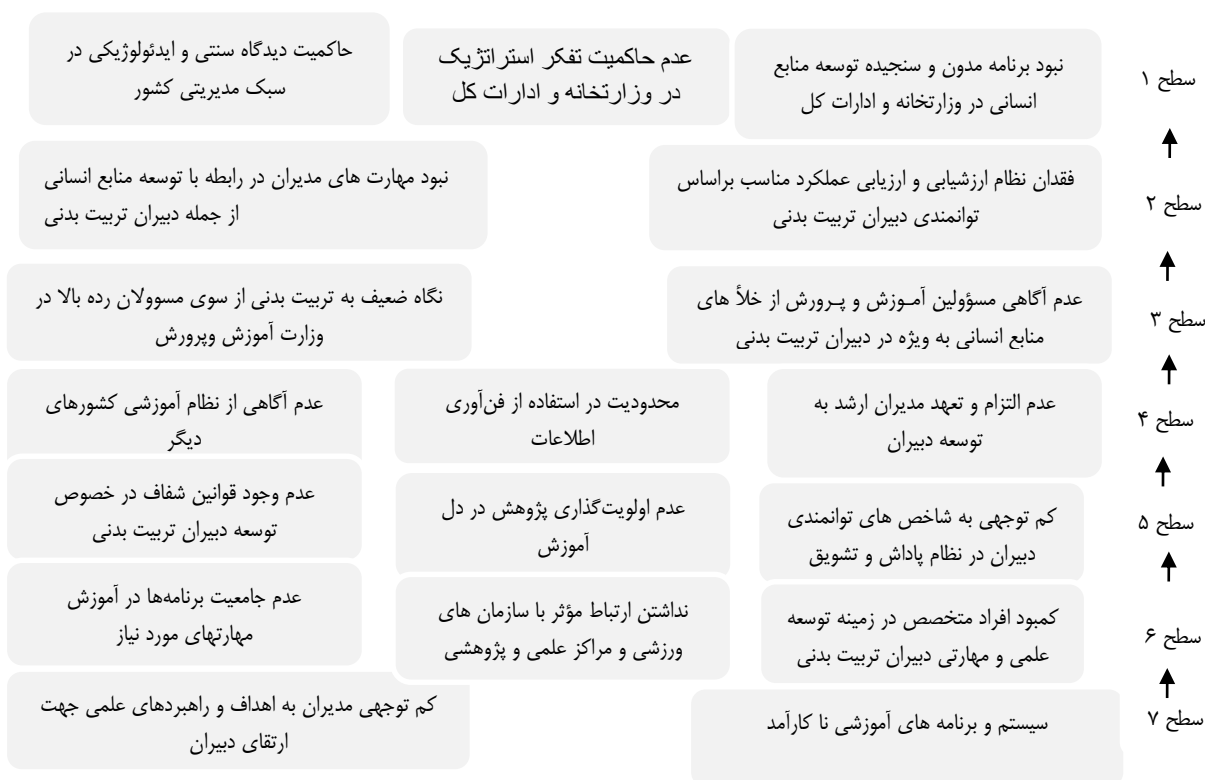 سطح ۱
نبود برنامه مدون و سنجیده توسعه منابع
انسانی در وزارتخانه و ادارات کل
عدم حاکمیت تفکر استراتژیک
در وزارتخانه و ادارات کل
حاکمیت دیدگاه سنتی و ایدئولوژیکی در
سبک مدیریتی کشور
سطح ۲
فقدان نظام ارزشیابی و ارزیابی عملکرد مناسب براساس
توانمندی دبیران تربیت بدنی
نبود مهارت های مدیران در رابطه با توسعه منابع انسانی
از جمله دبیران تربیت بدنی
سطح ۳
عدم آگاهی مسؤولین آمـوزش و پـرورش از خلأ های
منابع انسانی به ویژه در دبیران تربیت بدنی
نگاه ضعیف به تربیت بدنی از سوی مسوولان رده بالا در
وزارت آموزش وپرورش
سطح ۴
عدم التزام و تعهد مدیران ارشد به
توسعه دبیران
محدودیت در استفاده از فن‌آوری
اطلاعات
عدم آگاهی از نظام آموزشی کشورهای
دیگر
سطح ۵
کم توجهی به شاخص های توانمندی
دبیران در نظام پاداش و تشویق
عدم اولویت‌گذاری پژوهش در دل
آموزش
عدم وجود قوانین شفاف در خصوص
توسعه دبیران تربیت بدنی
سطح ۶
کمبود افراد متخصص در زمینه توسعه
علمی و مهارتی دبیران تربیت بدنی
نداشتن ارتباط مؤثر با سازمان های
ورزشی و مراکز علمی و پژوهشی
عدم جامعیت برنامه‌ها در آموزش
مهارتهای مورد نیاز
سطح ۷
سیستم و برنامه های آموزشی نا کارآمد
کم توجهی مدیران به اهداف و راهبردهای علمی جهت
ارتقای دبیران